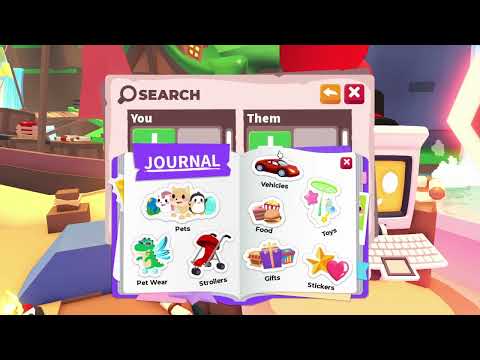 SEARCH
You
Them
JOURNAL
Vehicles
Pets
Food
Toys
Pet Wear
Strollers
Gifts
Stickers